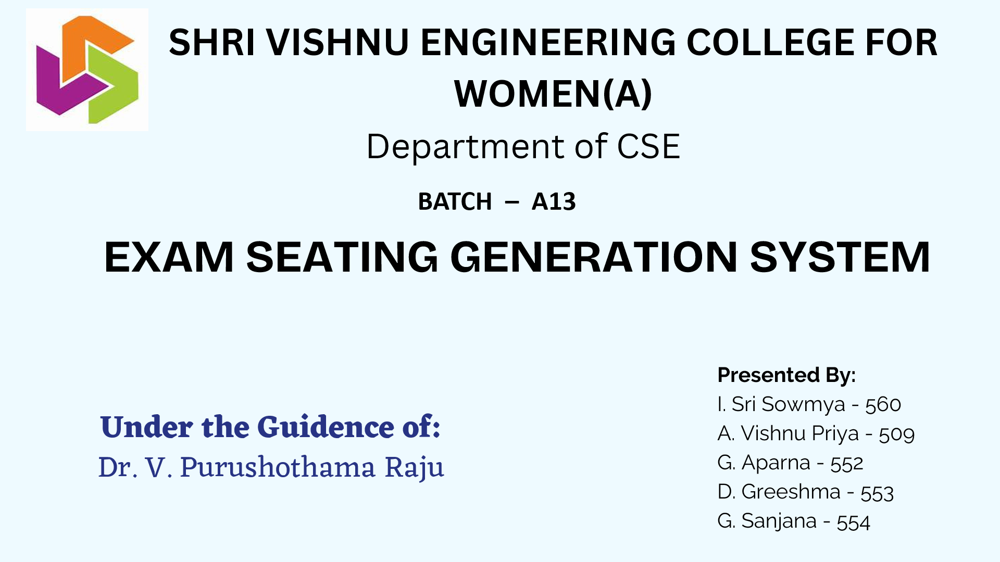 SHRI VISHNU ENGINEERING COLLEGE FOR
WOMEN(A)
Department of CSE
BATCH – A13
EXAM SEATING GENERATION SYSTEM
Under the Guidence of:
Dr. V. Purushothama Raju
Presented By:
I. Sri Sowmya - 560
A. Vishnu Priya - 509
G. Aparna - 552
D. Greeshma - 553
G. Sanjana - 554